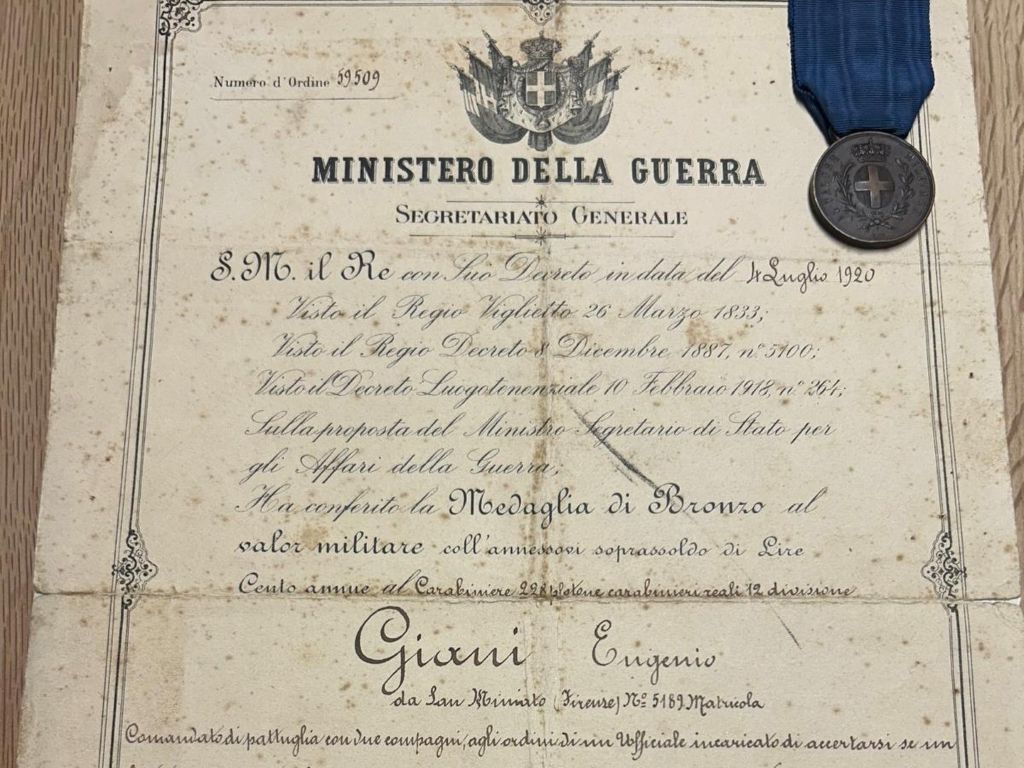 Numero d'Ordine 59509
MINISTERO DELLA GUERRA
SEGRETARIATO GENERALE
S. M. il Re con Suo Decreto in data del 4 Luglio 1920
Visto il Regio Viglietto 26 Marzo 1833;
Visto il Regio Decreto 8 Dicembre 1887, nº 5100;
Visto il Decreto Luogotenenziale 10 Febbraio 1918, nº 264;
Sulla proposta del Ministro Segretario di Stato per
gli Affari della Guerra,
Ha conferito la Medaglia di Bronzo al
valor militare coll'annessovi soprassoldo di Lire
Cento annue al Carabiniere 228 plotone carabinieri reali 12 divisione
Giani Eugenio
da San Miniato (Firenze) Nº 5189 Matricola
Comandato di pattuglia con due compagni, agli ordini di un Ufficiale incaricato di accertarsi se un